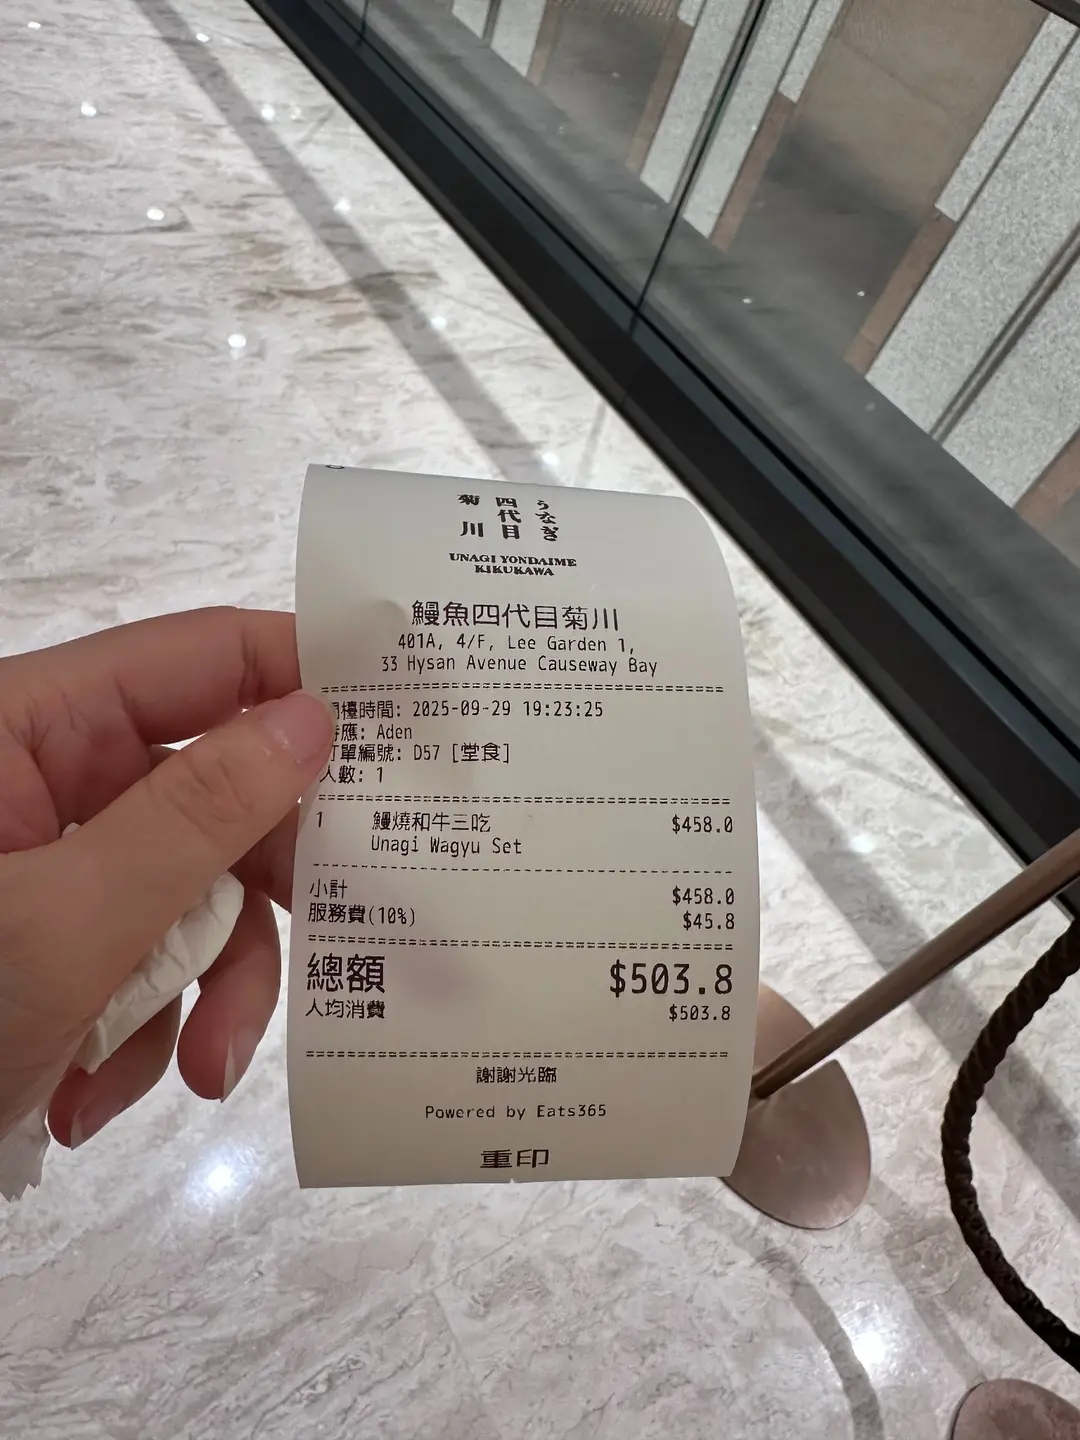 うなぎ
四代目
菊川
UNAGI YONDAIME
KIKUKAWA
鰻魚四代目菊川
401A, 4/F, Lee Garden 1,
33 Hysan Avenue Causeway Bay
檯時間: 2025-09-29 19:23:25
應: Aden
單編號: D57 [堂食]
人數: 1
1 鰻燒和牛三吃 $458.0
Unagi Wagyu Set
小計 $458.0
服務費(10%) $45.8
總額 $503.8
人均消費 $503.8
謝謝光臨
Powered by Eats365
重印